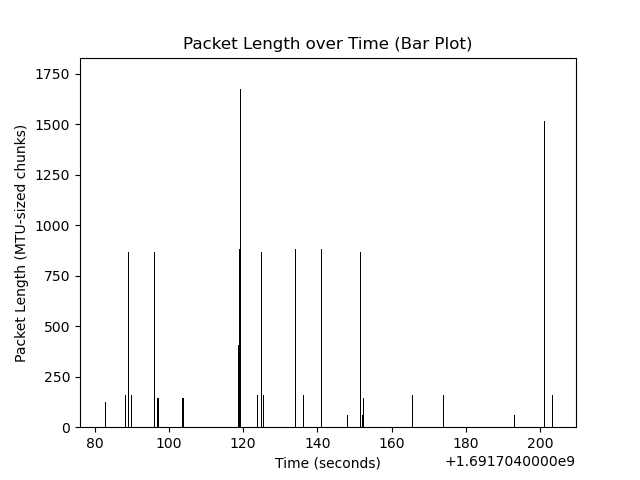 Packet Length over Time (Bar Plot)
Packet Length (MTU-sized chunks)
1750
1500
1250
1000
750
500
250
0
80 100 120 140 160 180 200
Time (seconds)
+1.6917040000e9